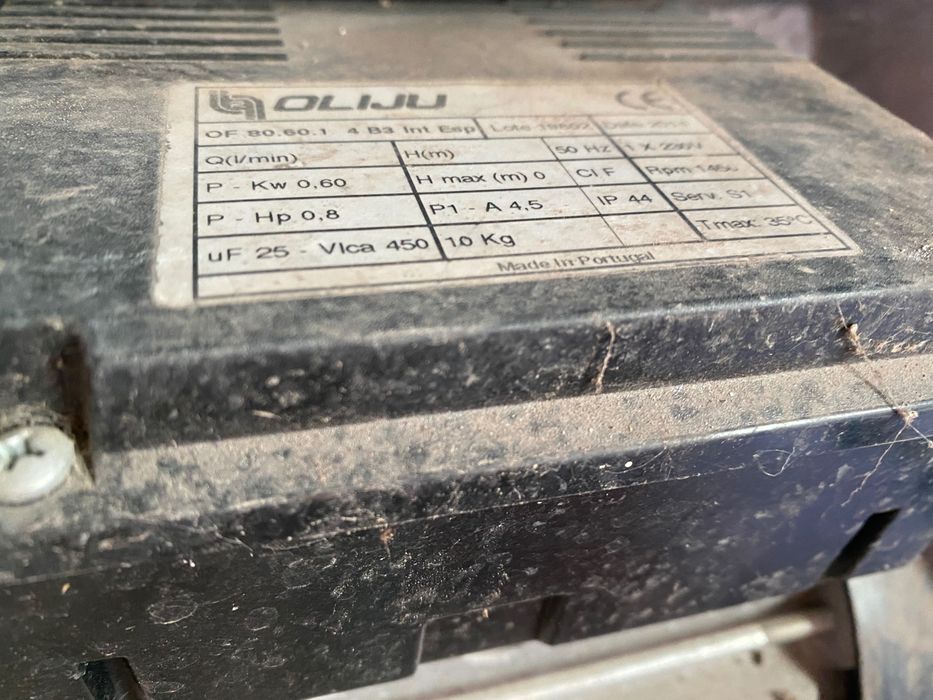 OLIJU CE
OF 80.60.1 4 B3 Int Esp Lote
Q(l/min) H(m) 50 Hz 1 X 230V
P - Kw 0,60 H max (m) 0 Cl F Rpm
P - Hp 0,8 P1 - A 4,5 IP 44 Serv. S1
uF 25 - Vlca 450 10 Kg Tmax 35ºC
Made In Portugal